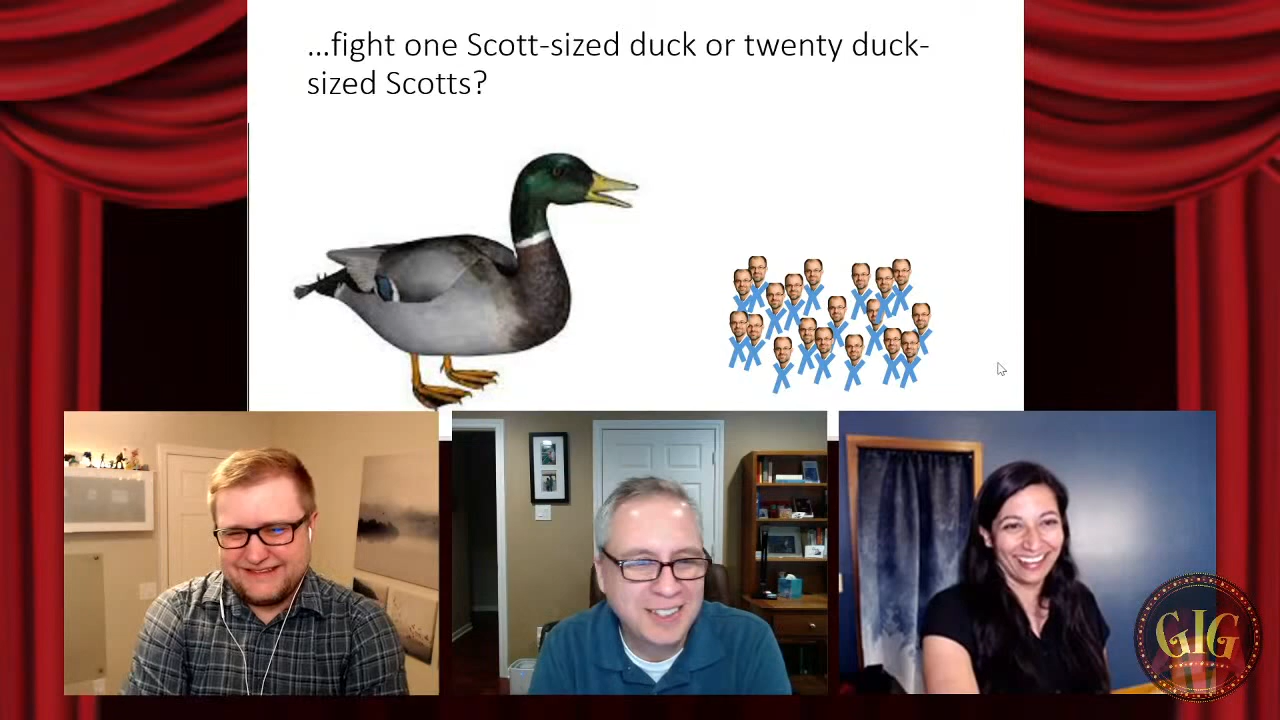 ...fight one Scott-sized duck or twenty duck-
sized Scotts?
GIG